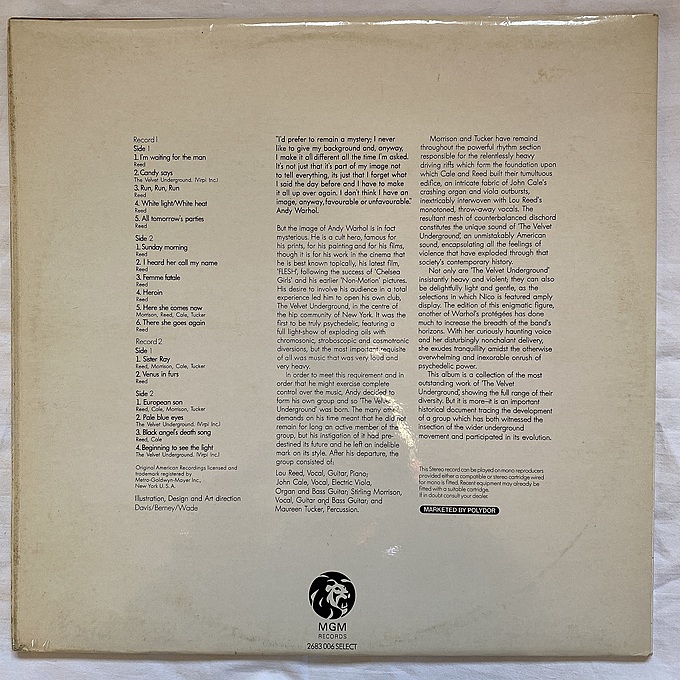 Record 1
Side 1
1. I'm waiting for the man
Reed
2. Candy says
The Velvet Underground. (Virpi Inc.)
3. Run, Run, Run
Reed
4. White light/White heat
Reed
5. All tomorrow's parties
Reed
Side 2
1. Sunday morning
Reed
2. I heard her call my name
Reed
3. Femme fatale
Reed
4. Heroin
Reed
5. Here she comes now
Morrison, Reed, Cale, Tucker
6. There she goes again
Reed
Record 2
Side 1
1. Sister Ray
Reed, Morrison, Cale, Tucker
2. Venus in furs
Reed
Side 2
1. European son
Reed, Cale, Morrison, Tucker
2. Pale blue eyes
The Velvet Underground. (Virpi Inc.)
3. Black angel's death song
Reed, Cale
4. Beginning to see the light
The Velvet Underground. (Virpi Inc.)
Original American Recordings licensed and
trademark registered by
Metro-Goldwyn-Mayer Inc.,
New York U.S.A.
Illustration, Design and Art direction
Davis/Berney/Wade
"I'd prefer to remain a mystery; I never
like to give my background and, anyway,
I make it all different all the time I'm asked.
It's not just that it's part of my image not
to tell everything, its just that I forget what
I said the day before and I have to make
it all up over again. I don't think I have an
image, anyway, favourable or unfavourable."
Andy Warhol.
But the image of Andy Warhol is in fact
mysterious. He is a cult hero, famous for
his prints, for his painting and for his films,
though it is for his work in the cinema that
he is best known topically, his latest film,
'FLESH', following the success of 'Chelsea
Girls' and his earlier 'Non-Motion' pictures.
His desire to involve his audience in a total
experience led him to open his own club,
The Velvet Underground, in the centre of
the hip community of New York. It was the
first to be truly psychedelic, featuring a
full light-show of exploding oils with
chromosonic, stroboscopic and cosmotronic
diversions, but the most important requisite
of all was music that was very loud and
very heavy.
In order to meet this requirement and in
order that he might exercise complete
control over the music, Andy decided to
form his own group and so 'The Velvet
Underground' was born. The many other
demands on his time meant that he did not
remain for long an active member of the
group, but his instigation of it had pre-
destined its future and he left an indelible
mark on its style. After his departure, the
group consisted of:
Lou Reed, Vocal, Guitar, Piano;
John Cale, Vocal, Electric Viola,
Organ and Bass Guitar; Stirling Morrison,
Vocal, Guitar and Bass Guitar; and
Maureen Tucker, Percussion.
Morrison and Tucker have remaind
throughout the powerful rhythm section
responsible for the relentlessly heavy
driving riffs which form the foundation upon
which Cale and Reed built their tumultuous
edifice, an intricate fabric of John Cale's
crashing organ and viola outbursts,
inextricably interwoven with Lou Reed's
monotoned, throw-away vocals. The
resultant mesh of counterbalanced dischord
constitutes the unique sound of 'The Velvet
Underground', an unmistakably American
sound, encapsulating all the feelings of
violence that have exploded through that
society's contemporary history.
Not only are 'The Velvet Underground'
insistently heavy and violent; they can also
be delightfully light and gentle, as the
selections in which Nico is featured amply
display. The edition of this enigmatic figure,
another of Warhol's protégées has done
much to increase the breadth of the band's
horizons. With her curiously haunting voice
and her disturbingly nonchalant delivery,
she exudes tranquillity amidst the otherwise
overwhelming and inexorable onrush of
psychedelic power.
This album is a collection of the most
outstanding work of 'The Velvet
Underground', showing the full range of their
diversity. But it is more–it is an important
historical document tracing the development
of a group which has both witnessed the
insection of the wider underground
movement and participated in its evolution.
This Stereo record can be played on mono reproducers
provided either a compatible or stereo cartridge wired
for mono is fitted. Recent equipment may already be
fitted with a suitable cartridge.
If in doubt consult your dealer.
MARKETED BY POLYDOR
MGM
RECORDS
2683 006 SELECT